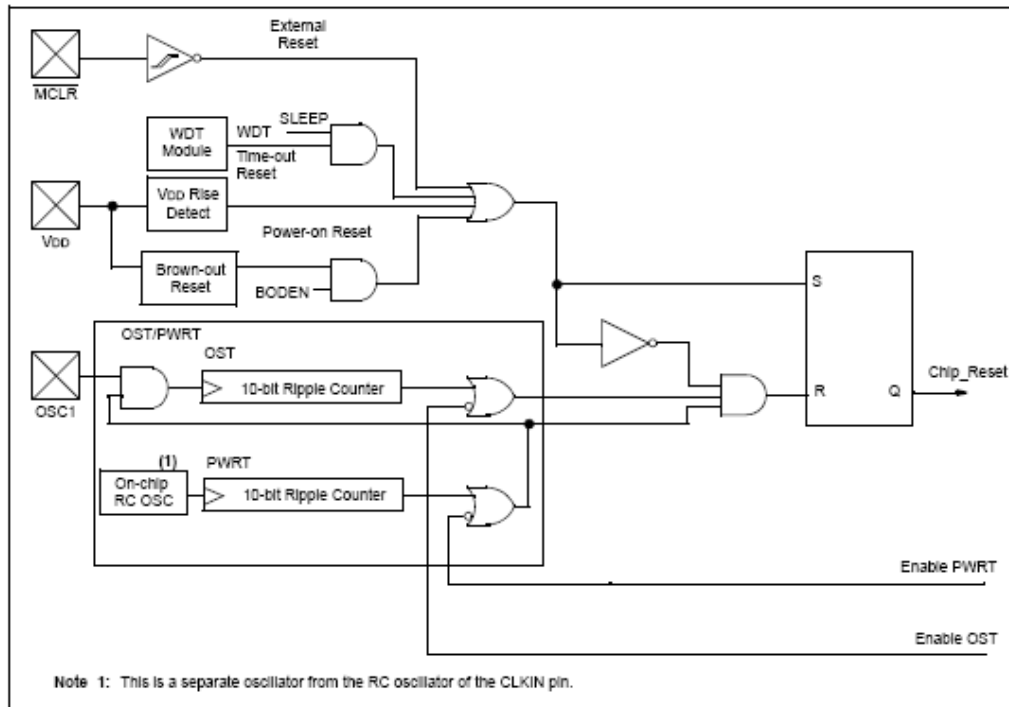 External
Reset
MCLR
SLEEP
WDT
Module
WDT
Time-out
Reset
VDD Rise
Detect
VDD
Power-on Reset
Brown-out
Reset
BODEN
S
OST/PWRT
OST
10-bit Ripple Counter
OSC1
Chip_Reset
R
Q
(1)
PWRT
On-chip
RC OSC
10-bit Ripple Counter
Enable PWRT
Enable OST
Note 1: This is a separate oscillator from the RC oscillator of the CLKIN pin.